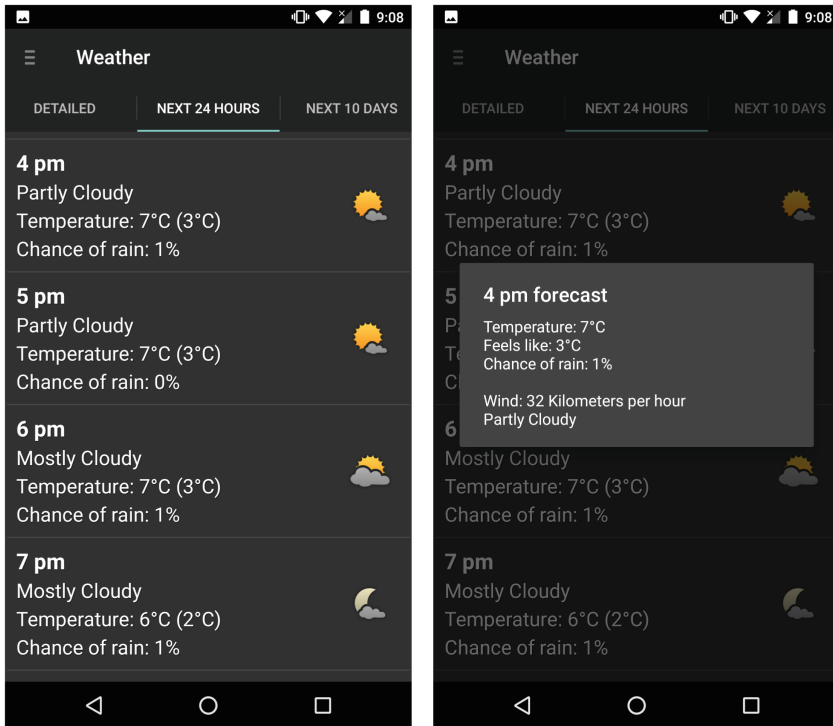 9:08
Weather
DETAILED
NEXT 24 HOURS
NEXT 10 DAYS
4 pm
Partly Cloudy
Temperature: 7°C (3°C)
Chance of rain: 1%
5 pm
Partly Cloudy
Temperature: 7°C (3°C)
Chance of rain: 0%
6 pm
Mostly Cloudy
Temperature: 7°C (3°C)
Chance of rain: 1%
7 pm
Mostly Cloudy
Temperature: 6°C (2°C)
Chance of rain: 1%
9:08
Weather
DETAILED
NEXT 24 HOURS
NEXT 10 DAYS
4 pm
Partly Cloudy
Temperature: 7°C (3°C)
Chance of rain: 1%
5
4 pm forecast
Temperature: 7°C
Feels like: 3°C
Chance of rain: 1%
Wind: 32 Kilometers per hour
Partly Cloudy
6
Mostly Cloudy
Temperature: 7°C (3°C)
Chance of rain: 1%
7 pm
Mostly Cloudy
Temperature: 6°C (2°C)
Chance of rain: 1%